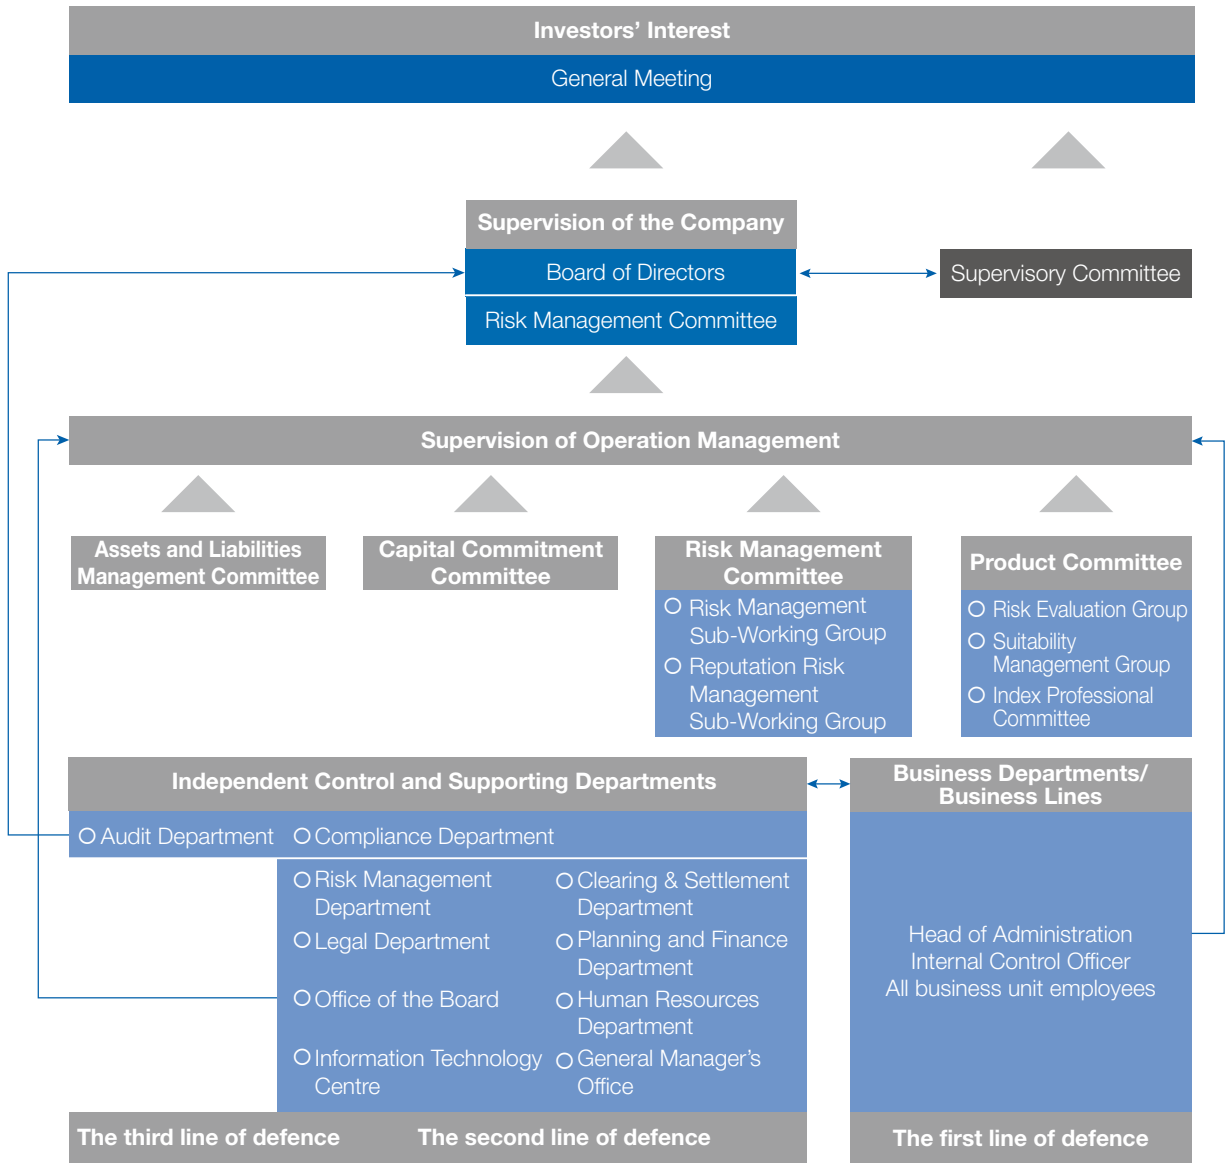 Investors’ Interest
General Meeting
Supervision of the Company
Board of Directors
Supervisory Committee
Risk Management Committee
Supervision of Operation Management
Assets and Liabilities
Management Committee
Capital Commitment
Committee
Risk Management
Committee
Risk Management
Sub-Working Group
Reputation Risk
Management
Sub-Working Group
Product Committee
Risk Evaluation Group
Suitability
Management Group
Index Professional
Committee
Independent Control and Supporting Departments
Audit Department
Compliance Department
Risk Management
Department
Legal Department
Office of the Board
Information Technology
Centre
Clearing & Settlement
Department
Planning and Finance
Department
Human Resources
Department
General Manager’s
Office
Business Departments/
Business Lines
Head of Administration
Internal Control Officer
All business unit employees
The third line of defence
The second line of defence
The first line of defence